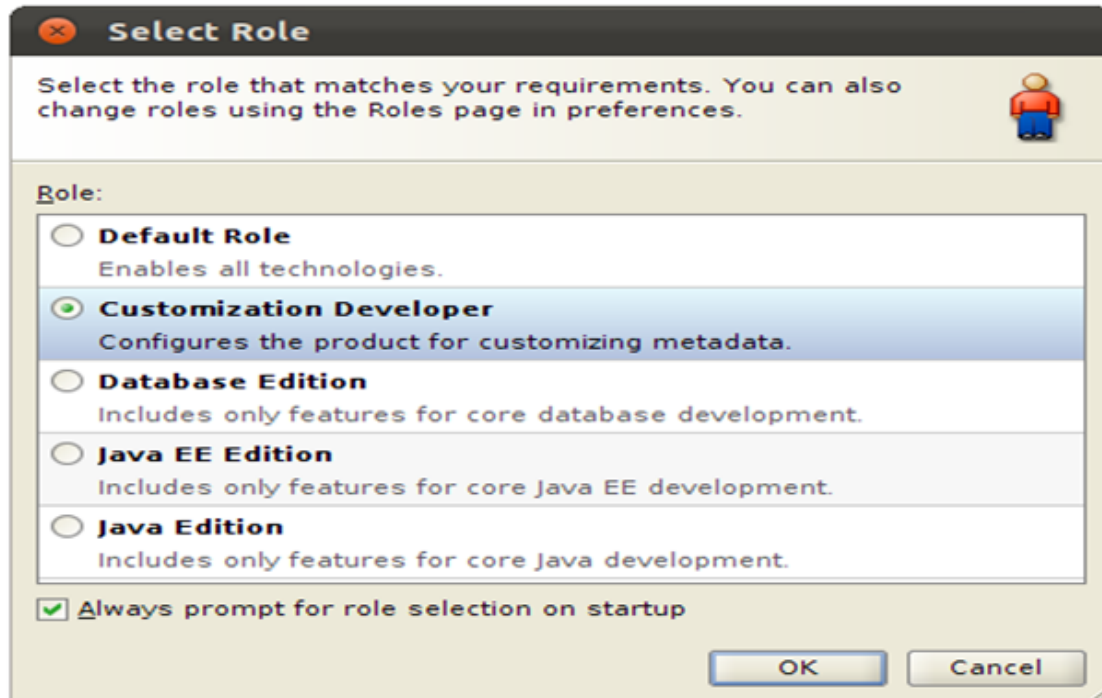 Select Role
Select the role that matches your requirements. You can also
change roles using the Roles page in preferences.
Role:
Default Role
Enables all technologies.
Customization Developer
Configures the product for customizing metadata.
Database Edition
Includes only features for core database development.
Java EE Edition
Includes only features for core Java EE development.
Java Edition
Includes only features for core Java development.
Always prompt for role selection on startup
OK Cancel